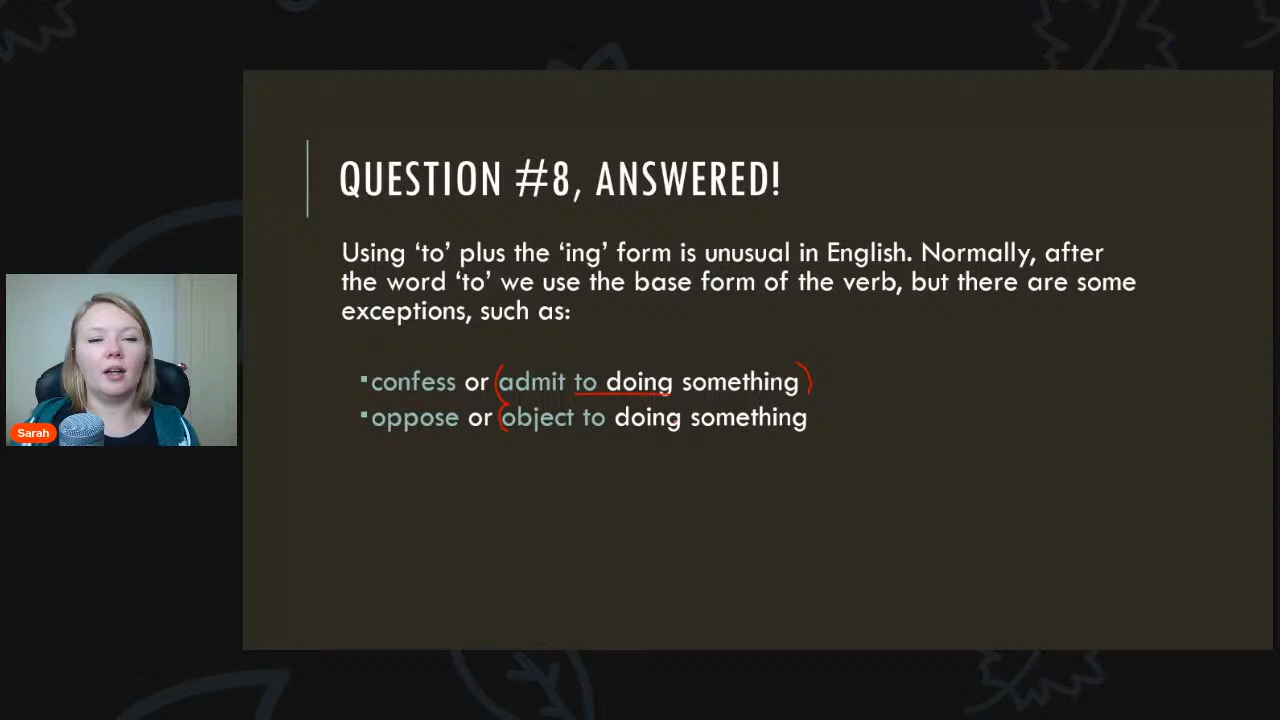 QUESTION #8, ANSWERED!
Using ‘to’ plus the ‘ing’ form is unusual in English. Normally, after
the word ‘to’ we use the base form of the verb, but there are some
exceptions, such as:
▪confess or (admit to doing something)
▪oppose or (object to doing something
Sarah